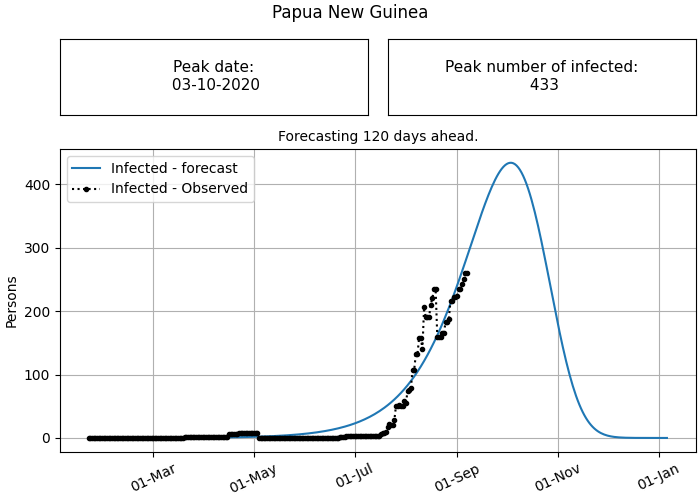 Papua New Guinea
Peak date:
03-10-2020
Peak number of infected:
433
Forecasting 120 days ahead.
Infected - forecast
Infected - Observed
Persons
400
300
200
100
0
01-Mar
01-May
01-Jul
01-Sep
01-Nov
01-Jan